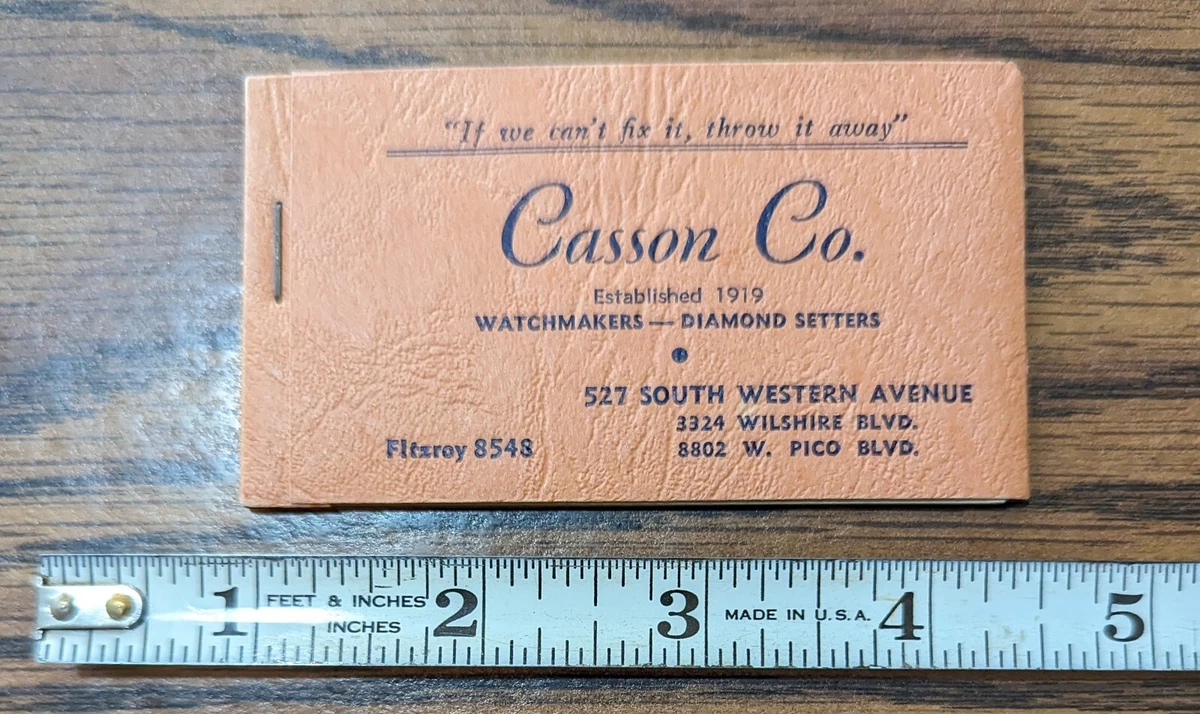 "If we can't fix it, throw it away"
Casson Co.
Established 1919
WATCHMAKERS — DIAMOND SETTERS
527 SOUTH WESTERN AVENUE
3324 WILSHIRE BLVD.
FItzroy 8548
8802 W. PICO BLVD.
1 FEET & INCHES 2 3 MADE IN U.S.A. 4 5
INCHES